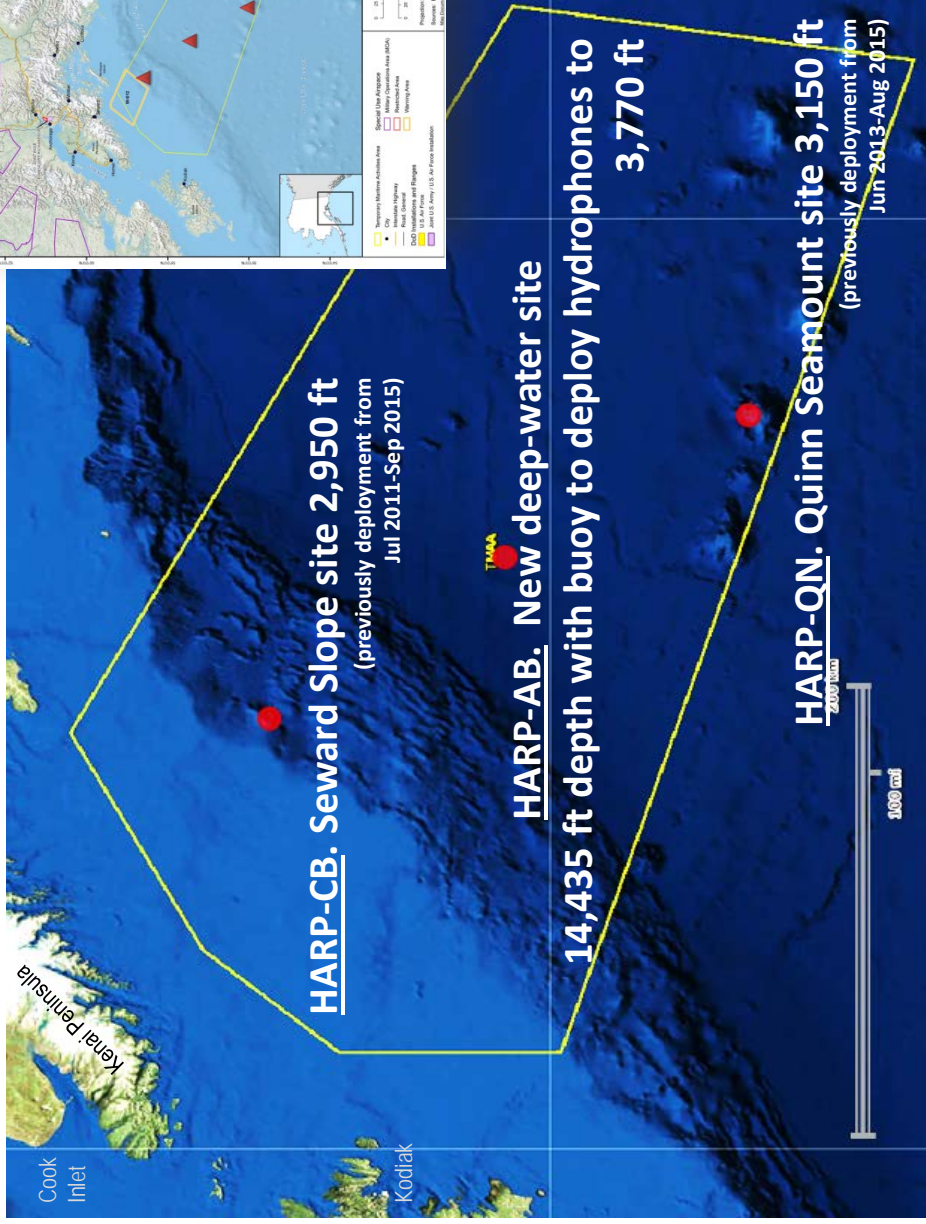 Cook
Inlet
Kenai Peninsula
Kodiak
HARP-CB. Seward Slope site 2,950 ft
(previously deployment from
Jul 2011-Sep 2015)
TMAA
HARP-AB. New deep-water site
14,435 ft depth with buoy to deploy hydrophones to
3,770 ft
HARP-QN. Quinn Seamount site 3,150 ft
(previously deployment from
Jun 2013-Aug 2015)
200 km
100 mi
Temporary Maritime Activities Area
City
Interstate Highway
Road, General
DoD Installations and Ranges
U.S. Air Force
Joint U.S. Army / U.S. Air Force Installation
Special Use Airspace
Military Operations Area (MOA)
Restricted Area
Warning Area